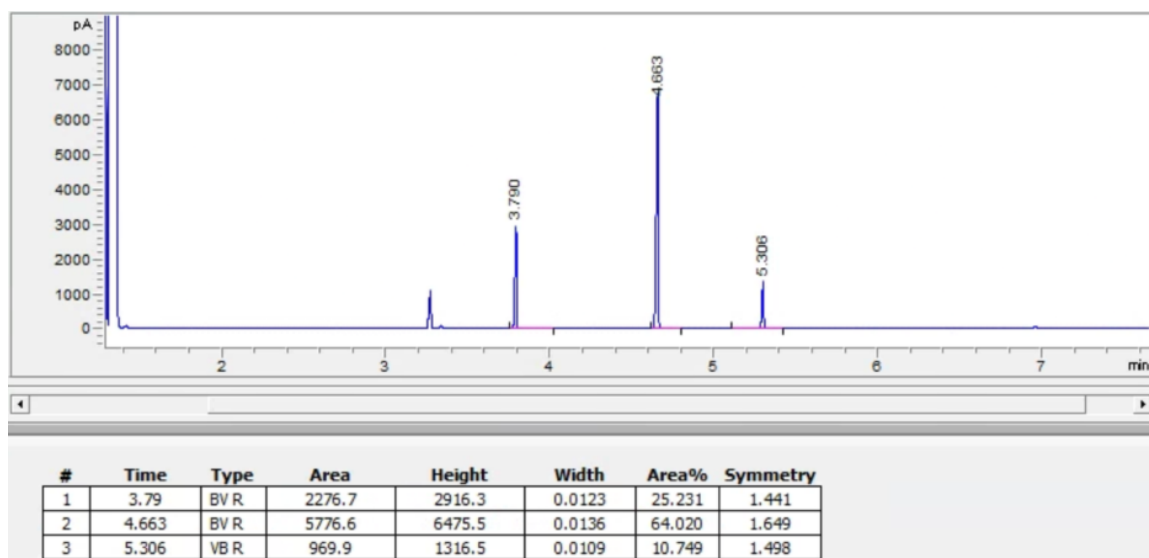 pA
8000
7000
6000
5000
4000
3000
2000
1000
0
3.790
4.663
5.306
2 3 4 5 6 7 min
# Time Type Area Height Width Area% Symmetry
1 3.79 BV R 2276.7 2916.3 0.0123 25.231 1.441
2 4.663 BV R 5776.6 6475.5 0.0136 64.020 1.649
3 5.306 VB R 969.9 1316.5 0.0109 10.749 1.498